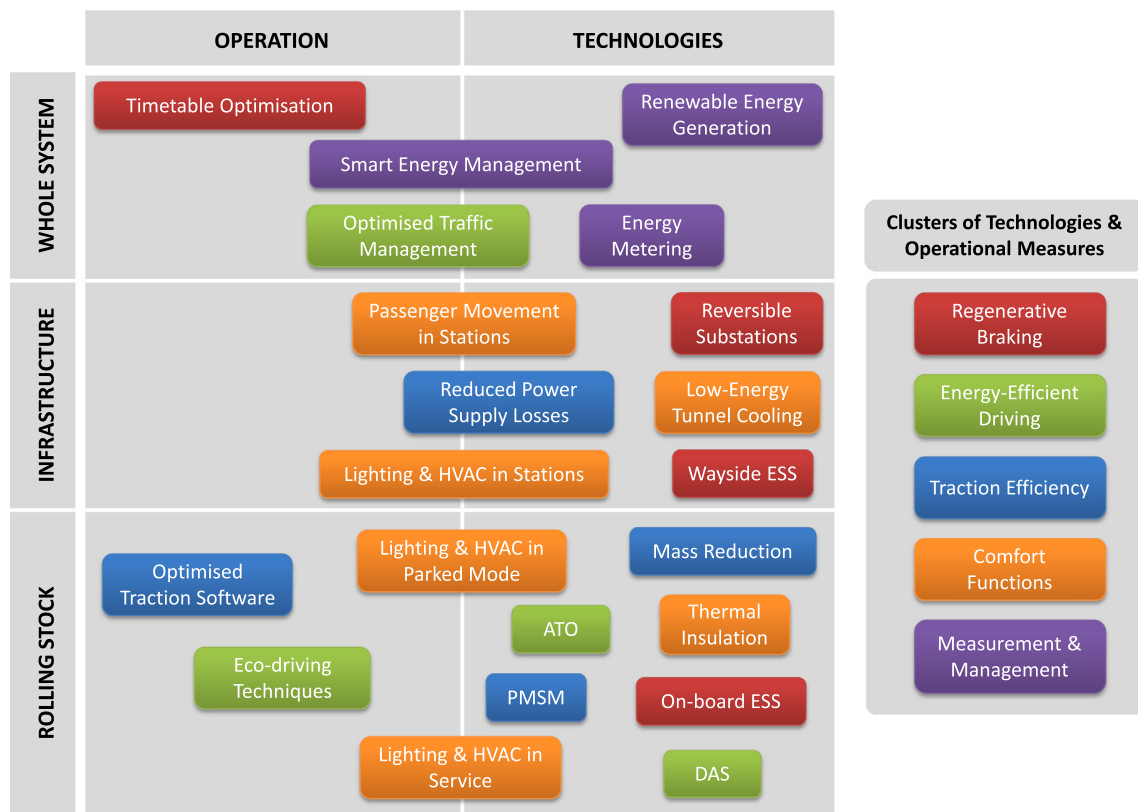 OPERATION
TECHNOLOGIES
WHOLE SYSTEM
Timetable Optimisation
Renewable Energy
Generation
Smart Energy Management
Optimised Traffic
Management
Energy
Metering
INFRASTRUCTURE
Passenger Movement
in Stations
Reversible
Substations
Reduced Power
Supply Losses
Low-Energy
Tunnel Cooling
Lighting & HVAC in Stations
Wayside ESS
ROLLING STOCK
Lighting & HVAC in
Parked Mode
Mass Reduction
Optimised
Traction Software
ATO
Thermal
Insulation
Eco-driving
Techniques
PMSM
On-board ESS
Lighting & HVAC in
Service
DAS
Clusters of Technologies &
Operational Measures
Regenerative
Braking
Energy-Efficient
Driving
Traction Efficiency
Comfort
Functions
Measurement &
Management